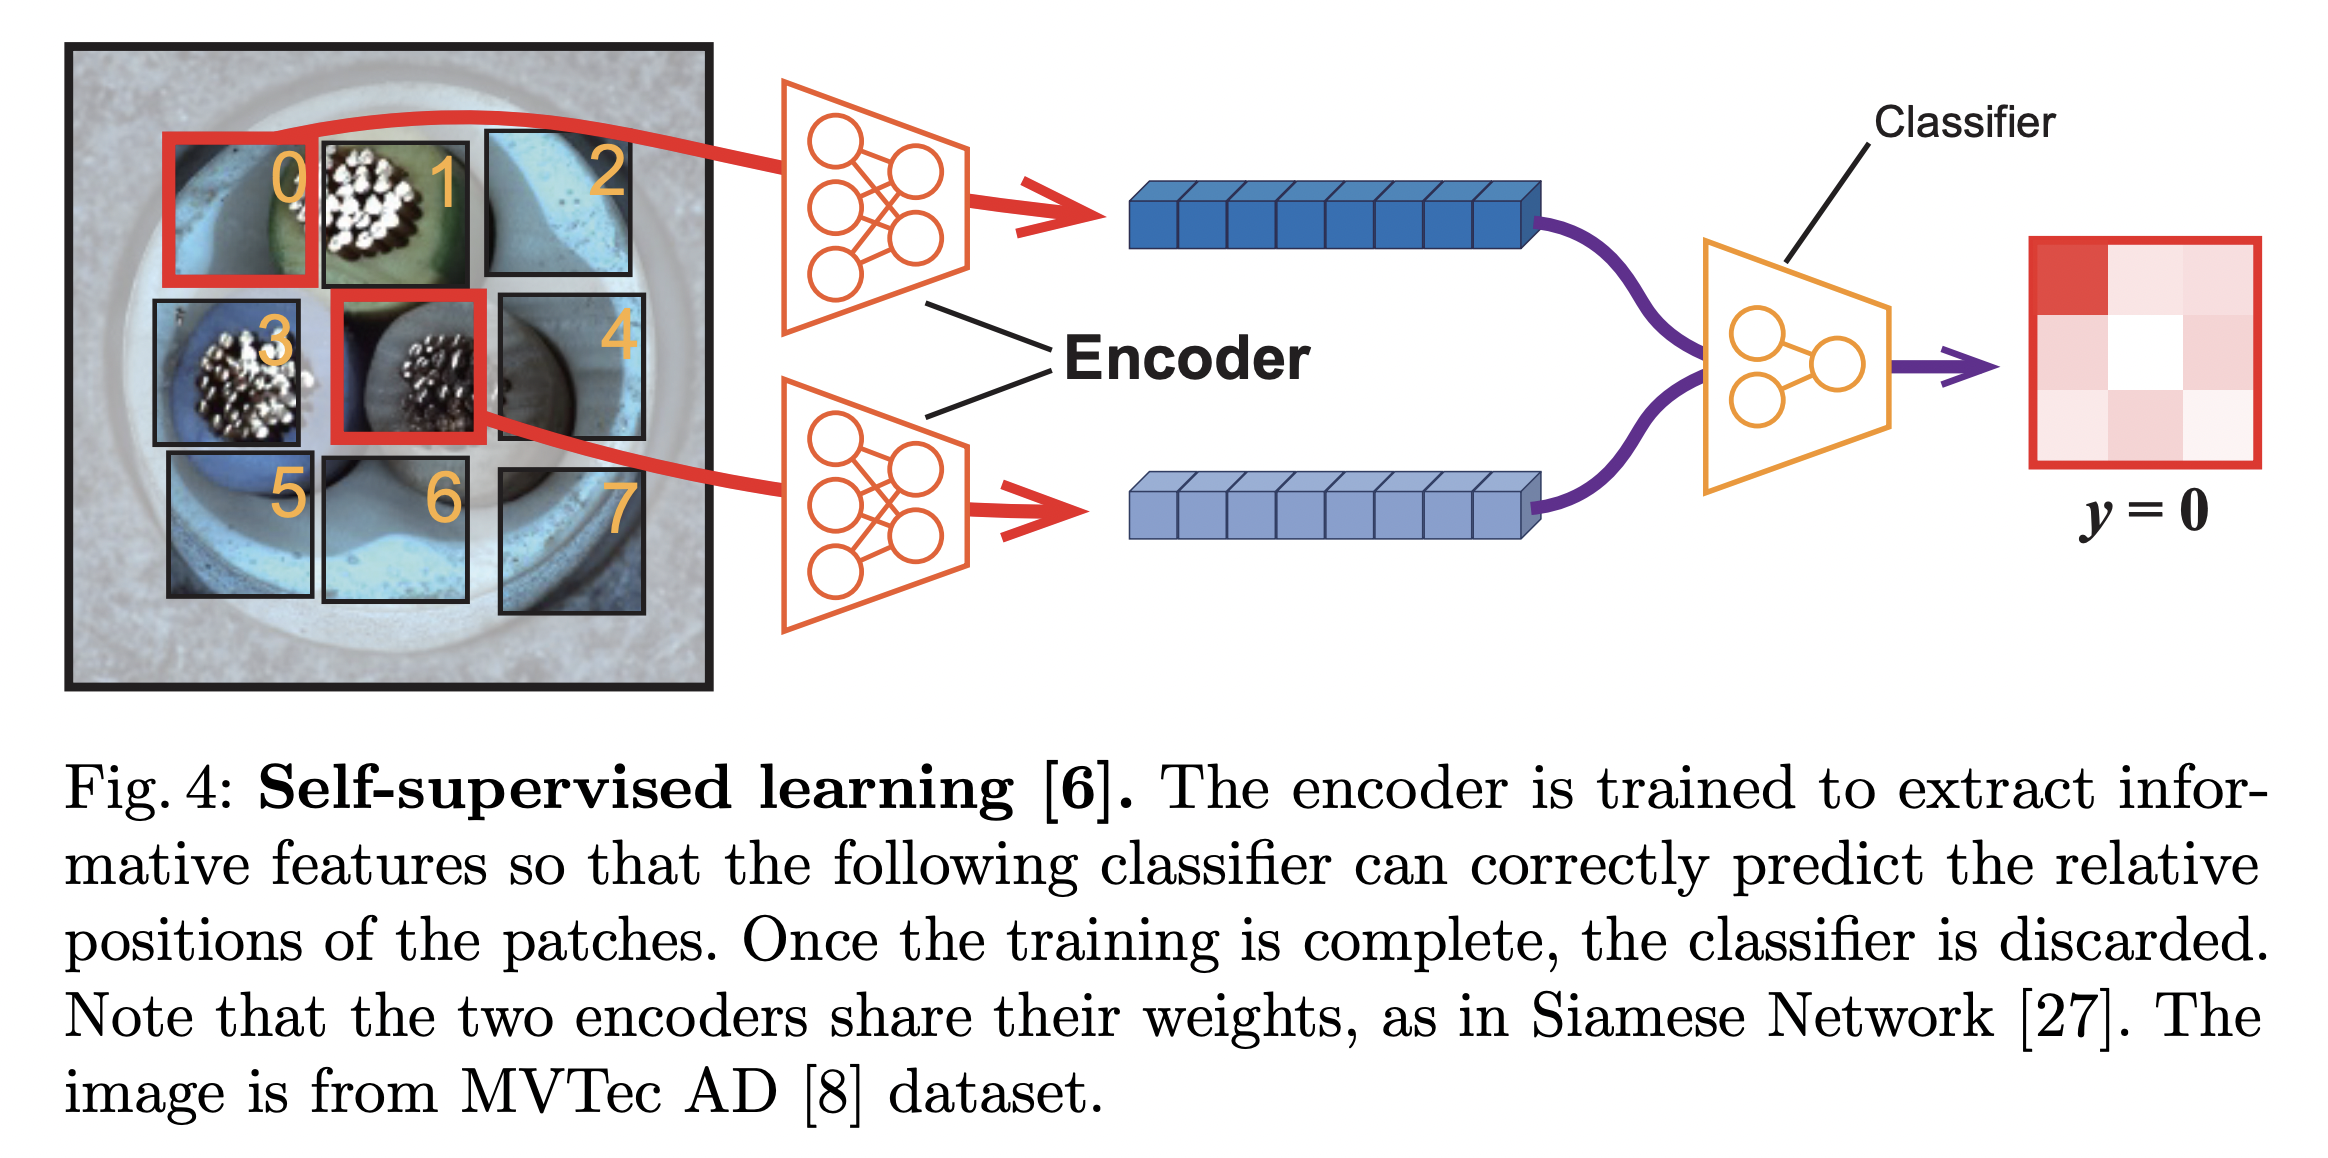 0
1
2
3
4
5
6
7
Encoder
Classifier
y = 0
Fig. 4: Self-supervised learning [6]. The encoder is trained to extract infor-
mative features so that the following classifier can correctly predict the relative
positions of the patches. Once the training is complete, the classifier is discarded.
Note that the two encoders share their weights, as in Siamese Network [27]. The
image is from MVTec AD [8] dataset.